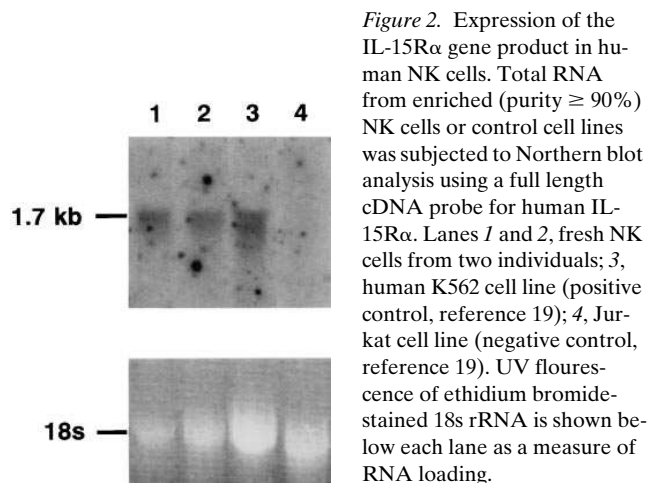 1 2 3 4
1.7 kb
18s
Figure 2. Expression of the
IL-15Rα gene product in hu-
man NK cells. Total RNA
from enriched (purity ≥ 90%)
NK cells or control cell lines
was subjected to Northern blot
analysis using a full length
cDNA probe for human IL-
15Rα. Lanes 1 and 2, fresh NK
cells from two individuals; 3,
human K562 cell line (positive
control, reference 19); 4, Jur-
kat cell line (negative control,
reference 19). UV floures-
cence of ethidium bromide-
stained 18s rRNA is shown be-
low each lane as a measure of
RNA loading.